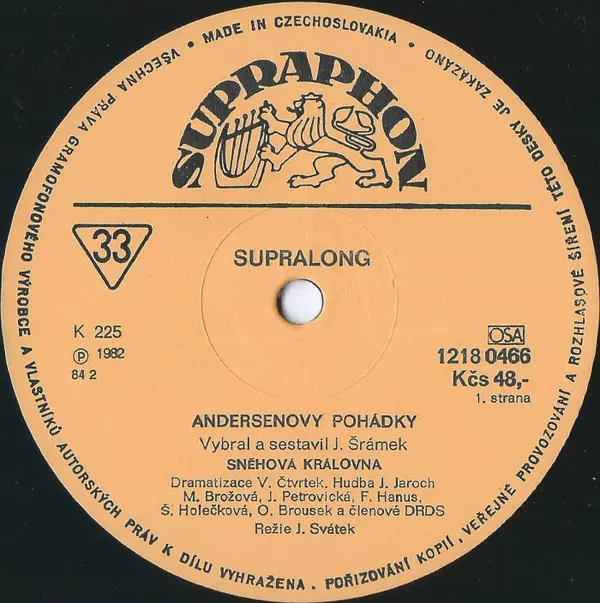 • MADE IN CZECHOSLOVAKIA •
VŠECHNA PRÁVA GRAMOFONOVÉHO VÝROBCE A VLASTNÍKŮ AUTORSKÝCH PRÁV K DÍLU VYHRAŽENA. POŘIZOVÁNÍ KOPIÍ, VEŘEJNÉ PROVOZOVÁNÍ A ROZHLASOVÉ ŠÍŘENÍ TÉTO DESKY JE ZAKÁZÁNO
SUPRAPHON
33
SUPRALONG
K 225
Ⓟ 1982
84 2
OSA
1218 0466
Kčs 48,-
1. strana
ANDERSENOVY POHÁDKY
Vybral a sestavil J. Šrámek
SNĚHOVÁ KRÁLOVNA
Dramatizace V. Čtvrtek, Hudba J. Jaroch
M. Brožová, J. Petrovická, F. Hanus,
Š. Holečková, O. Brousek a členové DRDS
Režie J. Svátek